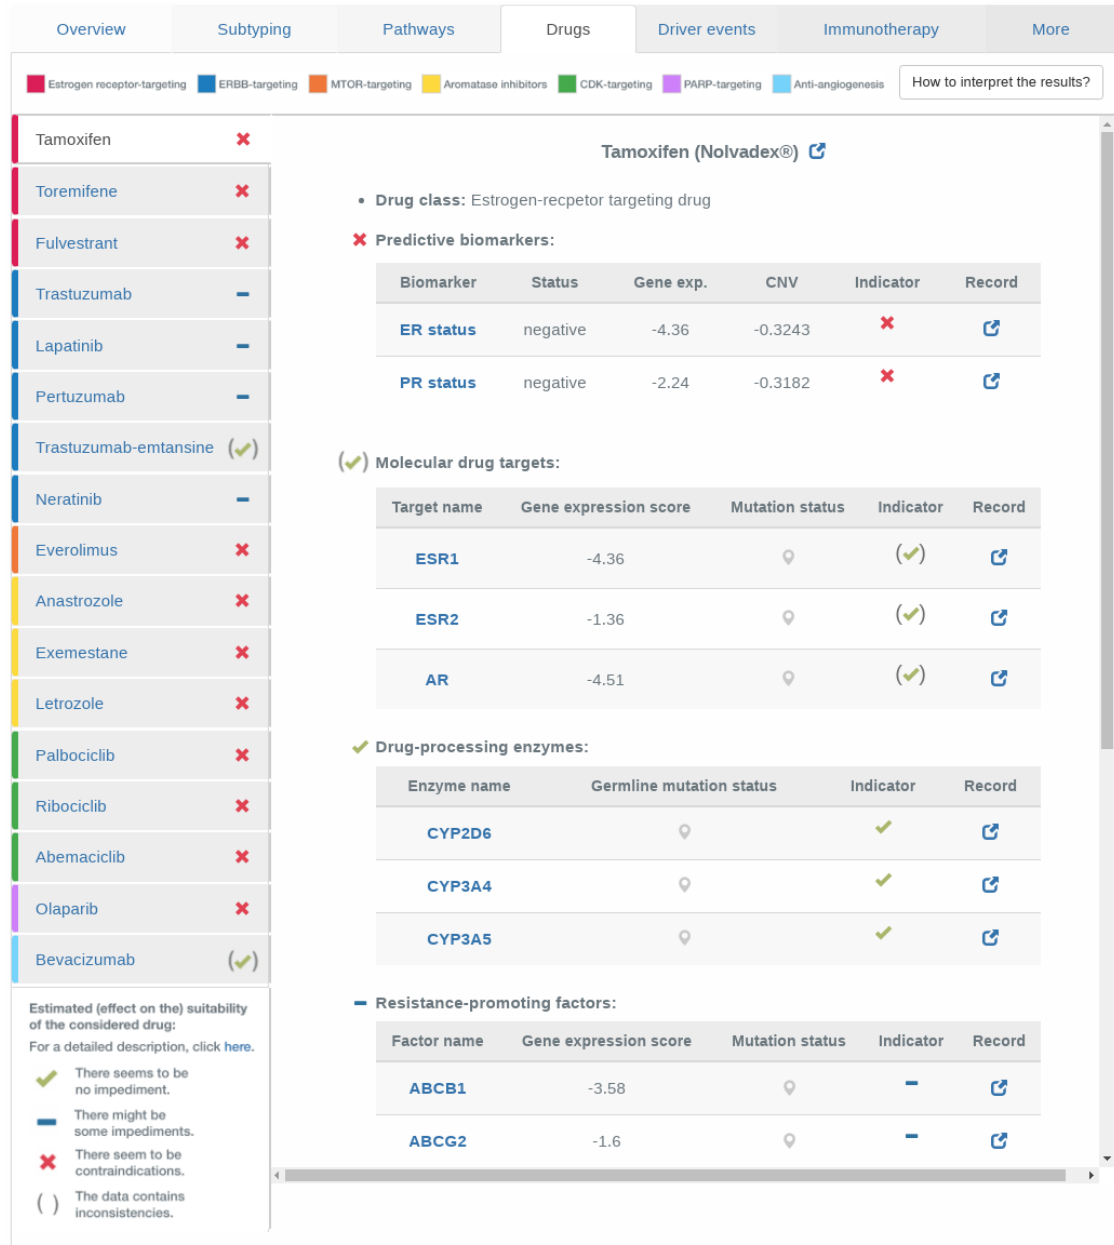 Overview Subtyping Pathways Drugs Driver events Immunotherapy More
Estrogen receptor-targeting ERBB-targeting MTOR-targeting Aromatase inhibitors CDK-targeting PARP-targeting Anti-angiogenesis How to interpret the results?
Tamoxifen
Toremifene
Fulvestrant
Trastuzumab
Lapatinib
Pertuzumab
Trastuzumab-emtansine (✓)
Neratinib
Everolimus
Anastrozole
Exemestane
Letrozole
Palbociclib
Ribociclib
Abemaciclib
Olaparib
Bevacizumab (✓)
Estimated (effect on the) suitability
of the considered drug:
For a detailed description, click here.
There seems to be
no impediment.
There might be
some impediments.
There seem to be
contraindications.
( ) The data contains
inconsistencies.
Tamoxifen (Nolvadex®)
• Drug class: Estrogen-recpetor targeting drug
Predictive biomarkers:
Biomarker Status Gene exp. CNV Indicator Record
ER status negative -4.36 -0.3243
PR status negative -2.24 -0.3182
(✓) Molecular drug targets:
Target name Gene expression score Mutation status Indicator Record
ESR1 -4.36 (✓)
ESR2 -1.36 (✓)
AR -4.51 (✓)
Drug-processing enzymes:
Enzyme name Germline mutation status Indicator Record
CYP2D6
CYP3A4
CYP3A5
Resistance-promoting factors:
Factor name Gene expression score Mutation status Indicator Record
ABCB1 -3.58
ABCG2 -1.6